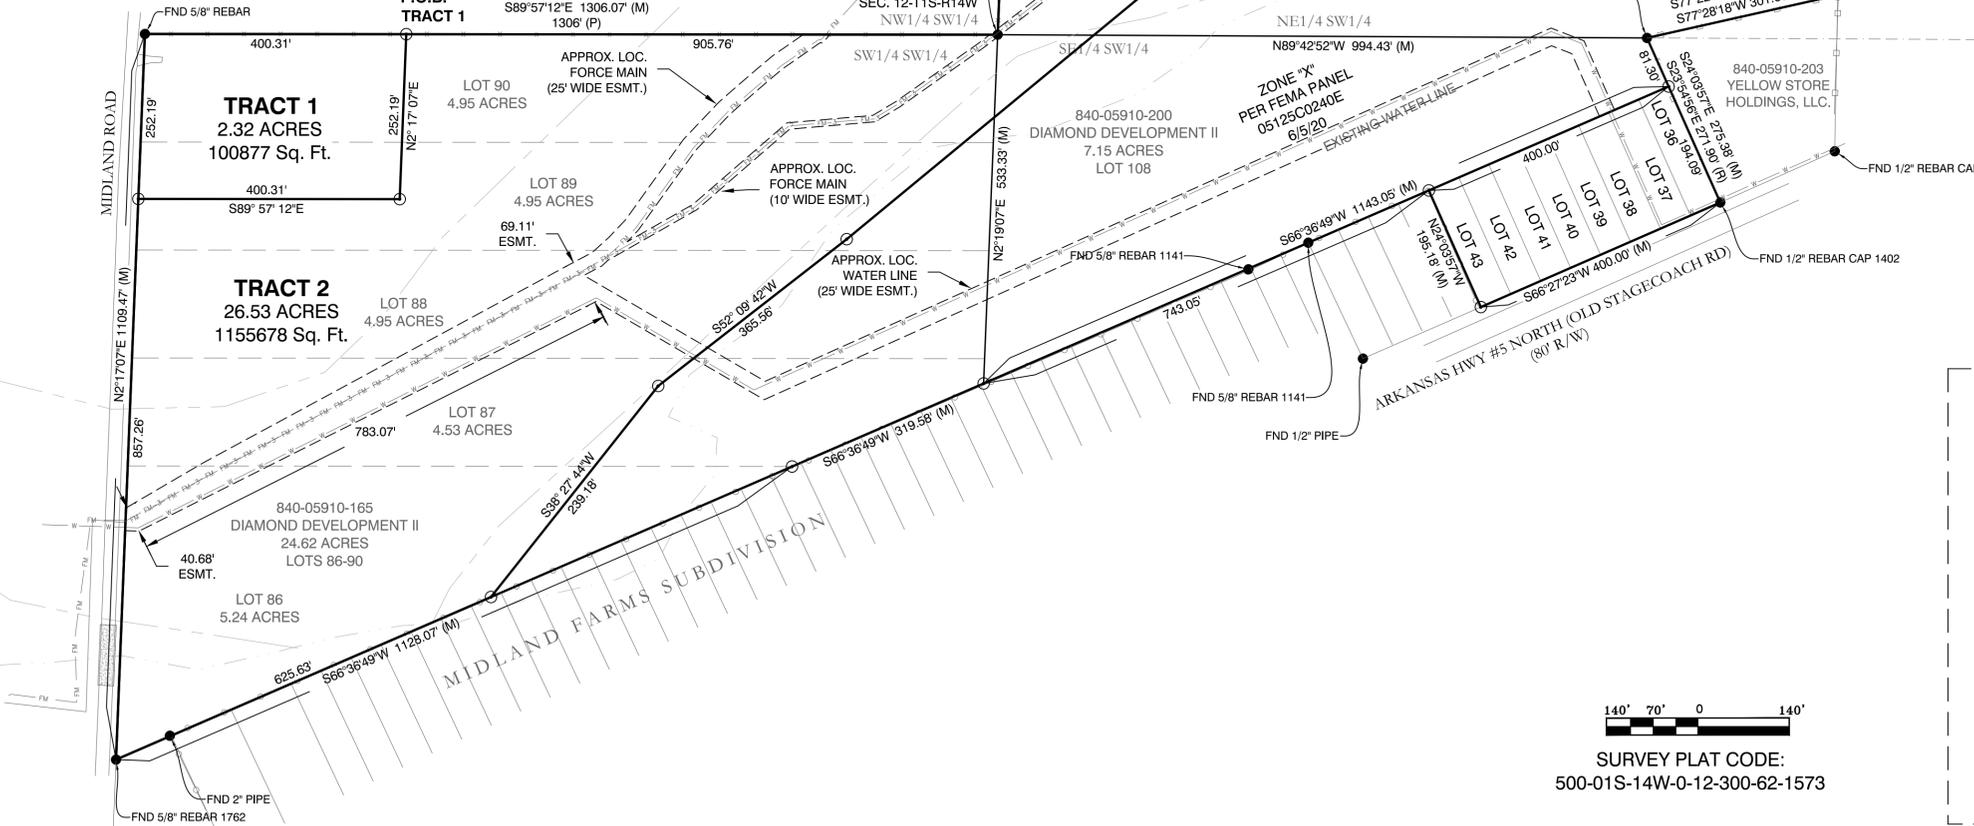 FND 5/8" REBAR
TRACT 1
S89°57'12"E 1306.07' (M)
1306' (P)
SEC. 12-T1S-R14W
NW1/4 SW1/4
NE1/4 SW1/4
SW1/4 SW1/4
SE1/4 SW1/4
N89°42'52"W 994.43' (M)
S77°28'18"W
400.31'
905.76'
MIDLAND ROAD
252.19'
TRACT 1
2.32 ACRES
100877 Sq. Ft.
252.19'
N2° 17' 07"E
400.31'
S89° 57' 12"E
LOT 90
4.95 ACRES
APPROX. LOC.
FORCE MAIN
(25' WIDE ESMT.)
LOT 89
4.95 ACRES
APPROX. LOC.
FORCE MAIN
(10' WIDE ESMT.)
69.11'
ESMT.
TRACT 2
26.53 ACRES
1155678 Sq. Ft.
LOT 88
4.95 ACRES
N2°17'07"E 1109.47' (M)
857.26'
783.07'
LOT 87
4.53 ACRES
840-05910-165
DIAMOND DEVELOPMENT II
24.62 ACRES
LOTS 86-90
40.68'
ESMT.
LOT 86
5.24 ACRES
S52° 09' 42"W
365.56'
S38° 27' 44"W
239.18'
APPROX. LOC.
WATER LINE
(25' WIDE ESMT.)
N2°19'07"E 533.33' (M)
840-05910-200
DIAMOND DEVELOPMENT II
7.15 ACRES
LOT 108
ZONE "X"
PER FEMA PANEL
05125C0240E
6/5/20
EXISTING WATER LINE
81.30'
S24°03'57"E 275.38' (M)
S23°54'56"E 271.90' (R)
194.09'
840-05910-203
YELLOW STORE
HOLDINGS, LLC.
FND 1/2" REBAR
400.00'
LOT 36
LOT 37
LOT 38
LOT 39
LOT 40
LOT 41
LOT 42
LOT 43
N24°03'57"W
195.18' (M)
S66°27'23"W 400.00' (M)
FND 1/2" REBAR CAP 1402
ARKANSAS HWY #5 NORTH (OLD STAGECOACH RD)
(80' R/W)
S66°36'49"W 1143.05' (M)
FND 5/8" REBAR 1141
743.05'
FND 5/8" REBAR 1141
FND 1/2" PIPE
S66°36'49"W 319.58' (M)
MIDLAND FARMS SUBDIVISION
625.63'
S66°36'49"W 1128.07' (M)
FND 2" PIPE
FND 5/8" REBAR 1762
140' 70' 0 140'
SURVEY PLAT CODE:
500-01S-14W-0-12-300-62-1573